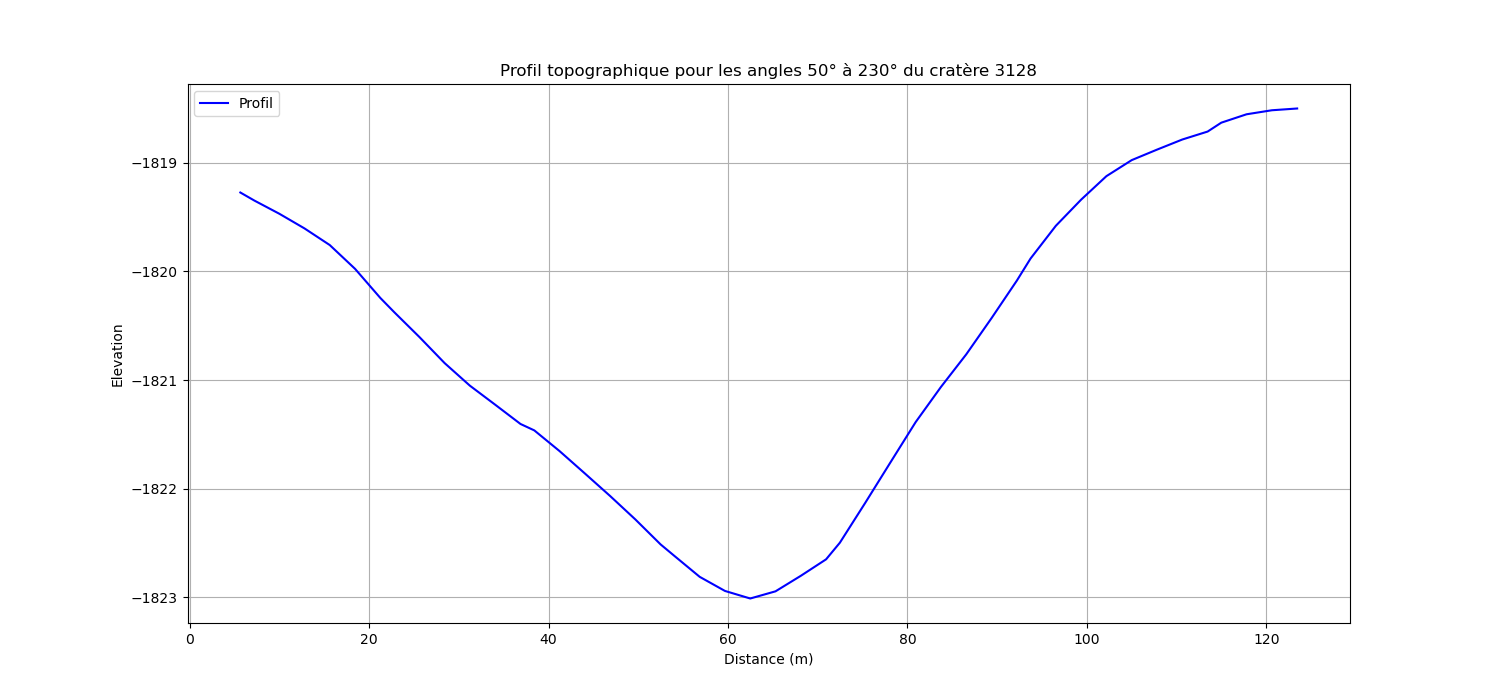 Profil topographique pour les angles 50° à 230° du cratère 3128
Profil
Elevation
−1819
−1820
−1821
−1822
−1823
0 20 40 60 80 100 120
Distance (m)